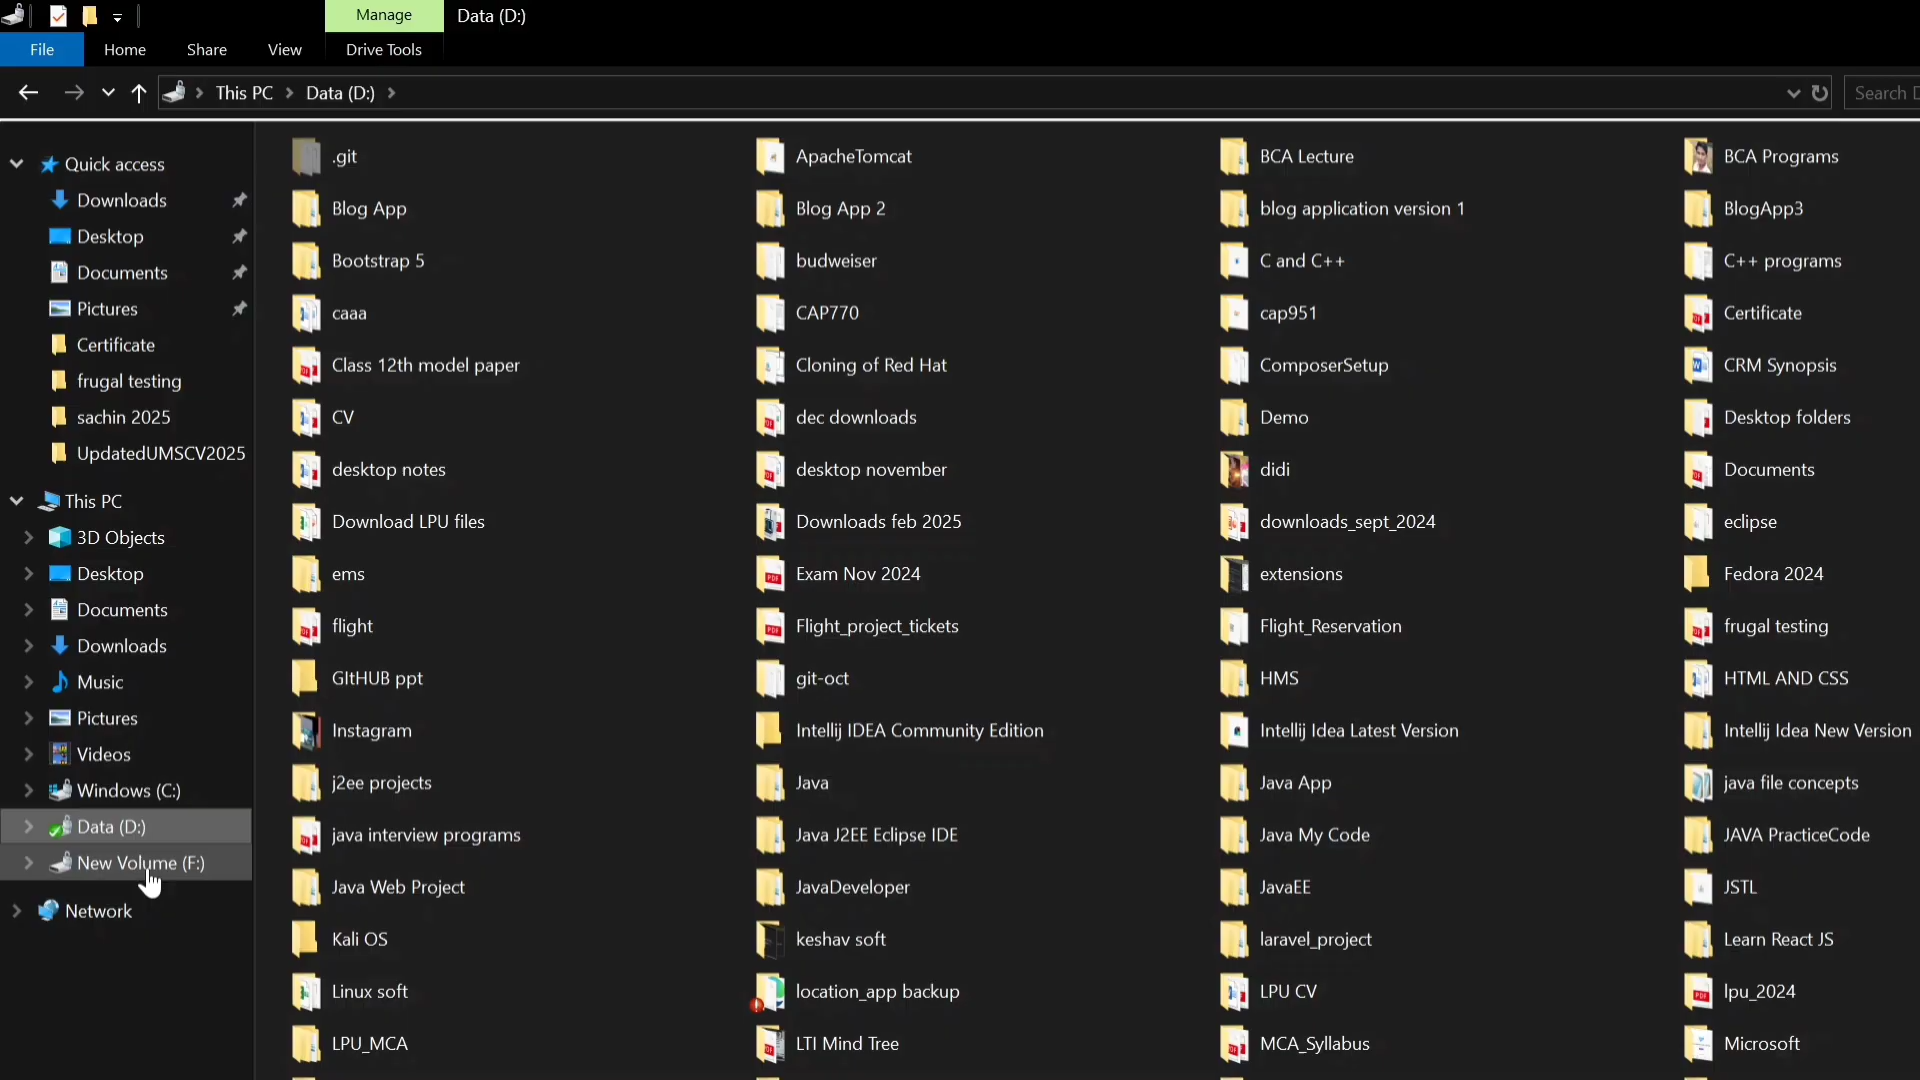 Manage
Data (D:)
File
Home
Share
View
Drive Tools
This PC
Data (D:)
Search D
Quick access
Downloads
Desktop
Documents
Pictures
Certificate
frugal testing
sachin 2025
UpdatedUMSCV2025
This PC
3D Objects
Desktop
Documents
Downloads
Music
Pictures
Videos
Windows (C:)
Data (D:)
New Volume (F:)
Network
.git ApacheTomcat BCA Lecture BCA Programs
Blog App Blog App 2 blog application version 1 BlogApp3
Bootstrap 5 budweiser C and C++ C++ programs
caaa CAP770 cap951 Certificate
Class 12th model paper Cloning of Red Hat ComposerSetup CRM Synopsis
CV dec downloads Demo Desktop folders
desktop notes desktop november didi Documents
Download LPU files Downloads feb 2025 downloads_sept_2024 eclipse
ems Exam Nov 2024 extensions Fedora 2024
flight Flight_project_tickets Flight_Reservation frugal testing
GItHUB ppt git-oct HMS HTML AND CSS
Instagram Intellij IDEA Community Edition Intellij Idea Latest Version Intellij Idea New Version
j2ee projects Java Java App java file concepts
java interview programs Java J2EE Eclipse IDE Java My Code JAVA PracticeCode
Java Web Project JavaDeveloper JavaEE JSTL
Kali OS keshav soft laravel_project Learn React JS
Linux soft location_app backup LPU CV lpu_2024
LPU_MCA LTI Mind Tree MCA_Syllabus Microsoft